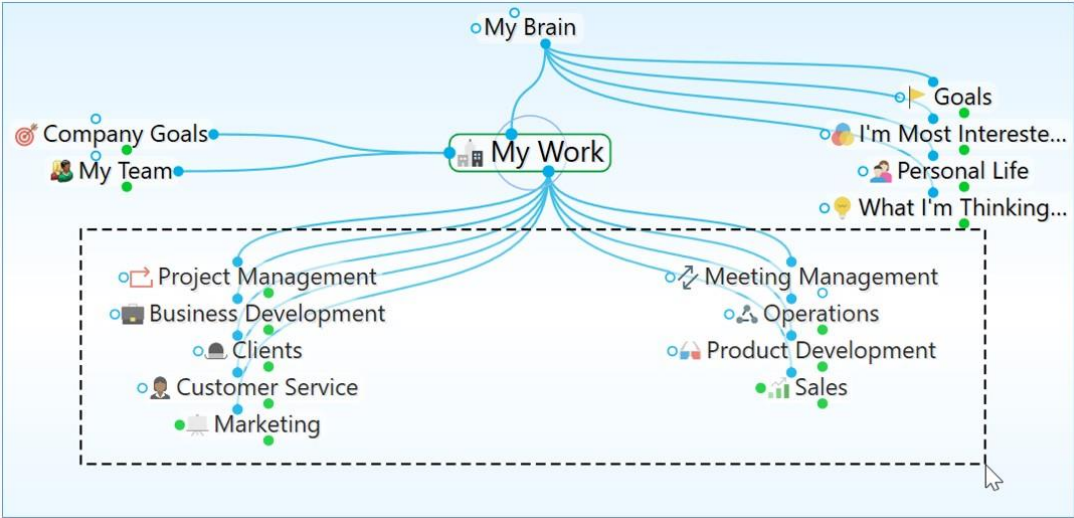 My Brain
Goals
Company Goals
I'm Most Intereste...
My Work
My Team
Personal Life
What I'm Thinking...
Project Management
Meeting Management
Business Development
Operations
Clients
Product Development
Customer Service
Sales
Marketing